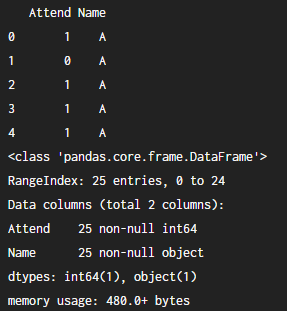 Attend Name
0 1 A
1 0 A
2 1 A
3 1 A
4 1 A
<class 'pandas.core.frame.DataFrame'>
RangeIndex: 25 entries, 0 to 24
Data columns (total 2 columns):
Attend 25 non-null int64
Name 25 non-null object
dtypes: int64(1), object(1)
memory usage: 480.0+ bytes